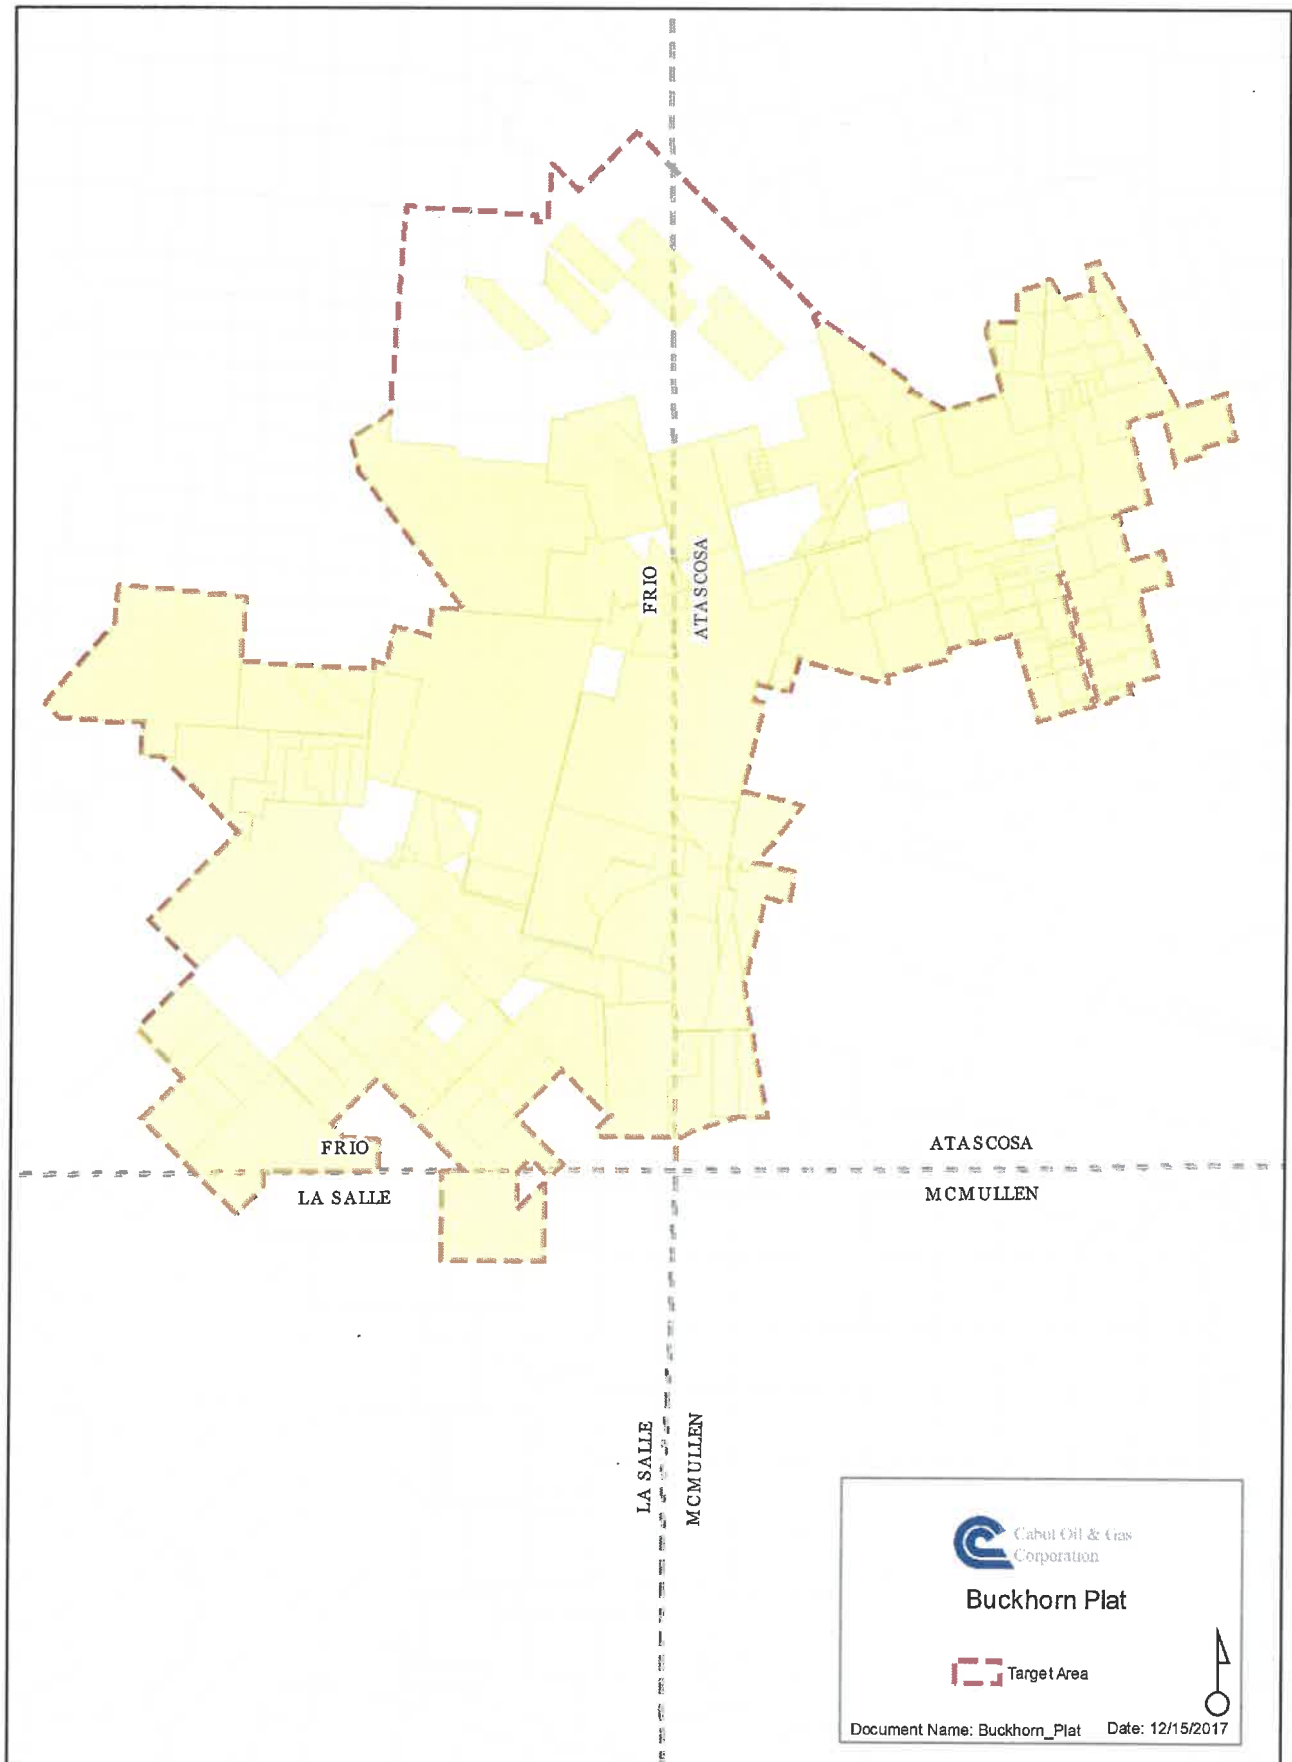 FRIO
ATASCOSA
FRIO
ATASCOSA
LA SALLE
MCMULLEN
LA SALLE
MCMULLEN
Cabot Oil & Gas
Corporation
Buckhorn Plat
Target Area
Document Name: Buckhorn_Plat Date: 12/15/2017